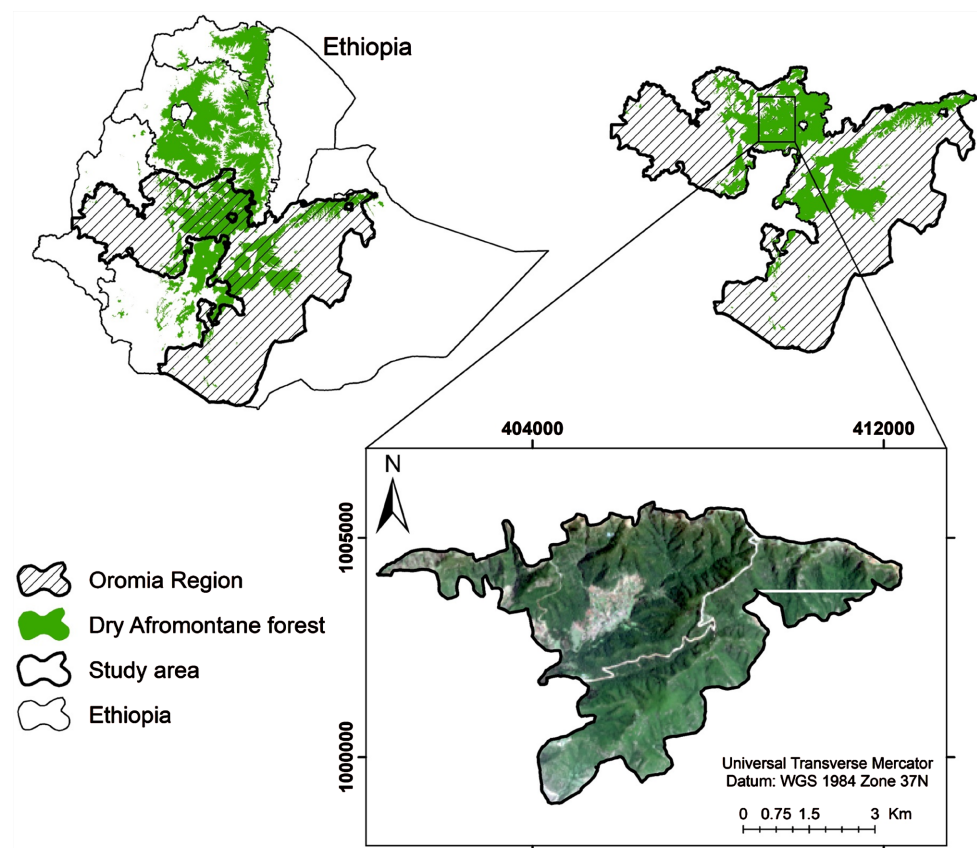 Ethiopia
404000
412000
N
1005000
1000000
Oromia Region
Dry Afromontane forest
Study area
Ethiopia
Universal Transverse Mercator
Datum: WGS 1984 Zone 37N
0 0.75 1.5 3 Km